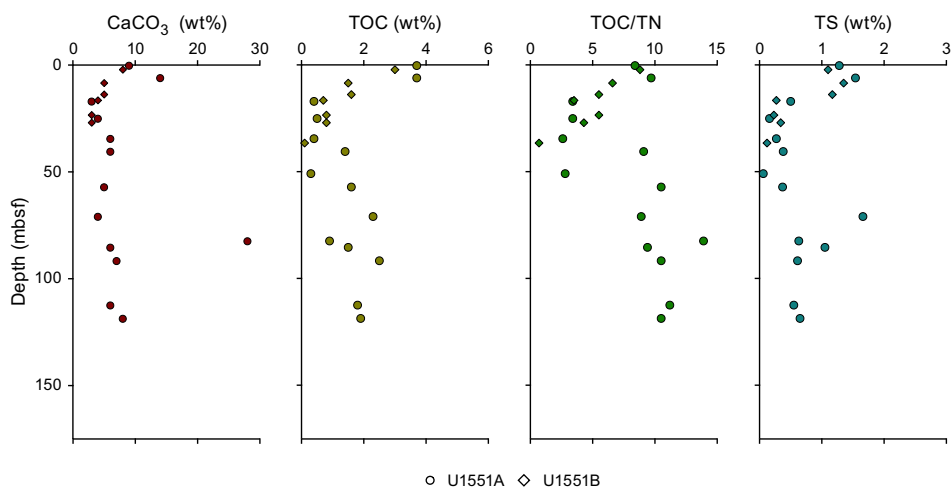 CaCO₃ (wt%)
TOC (wt%)
TOC/TN
TS (wt%)
0 10 20 30
0 2 4 6
0 5 10 15
0 1 2 3
0
50
100
150
Depth (mbsf)
U1551A U1551B